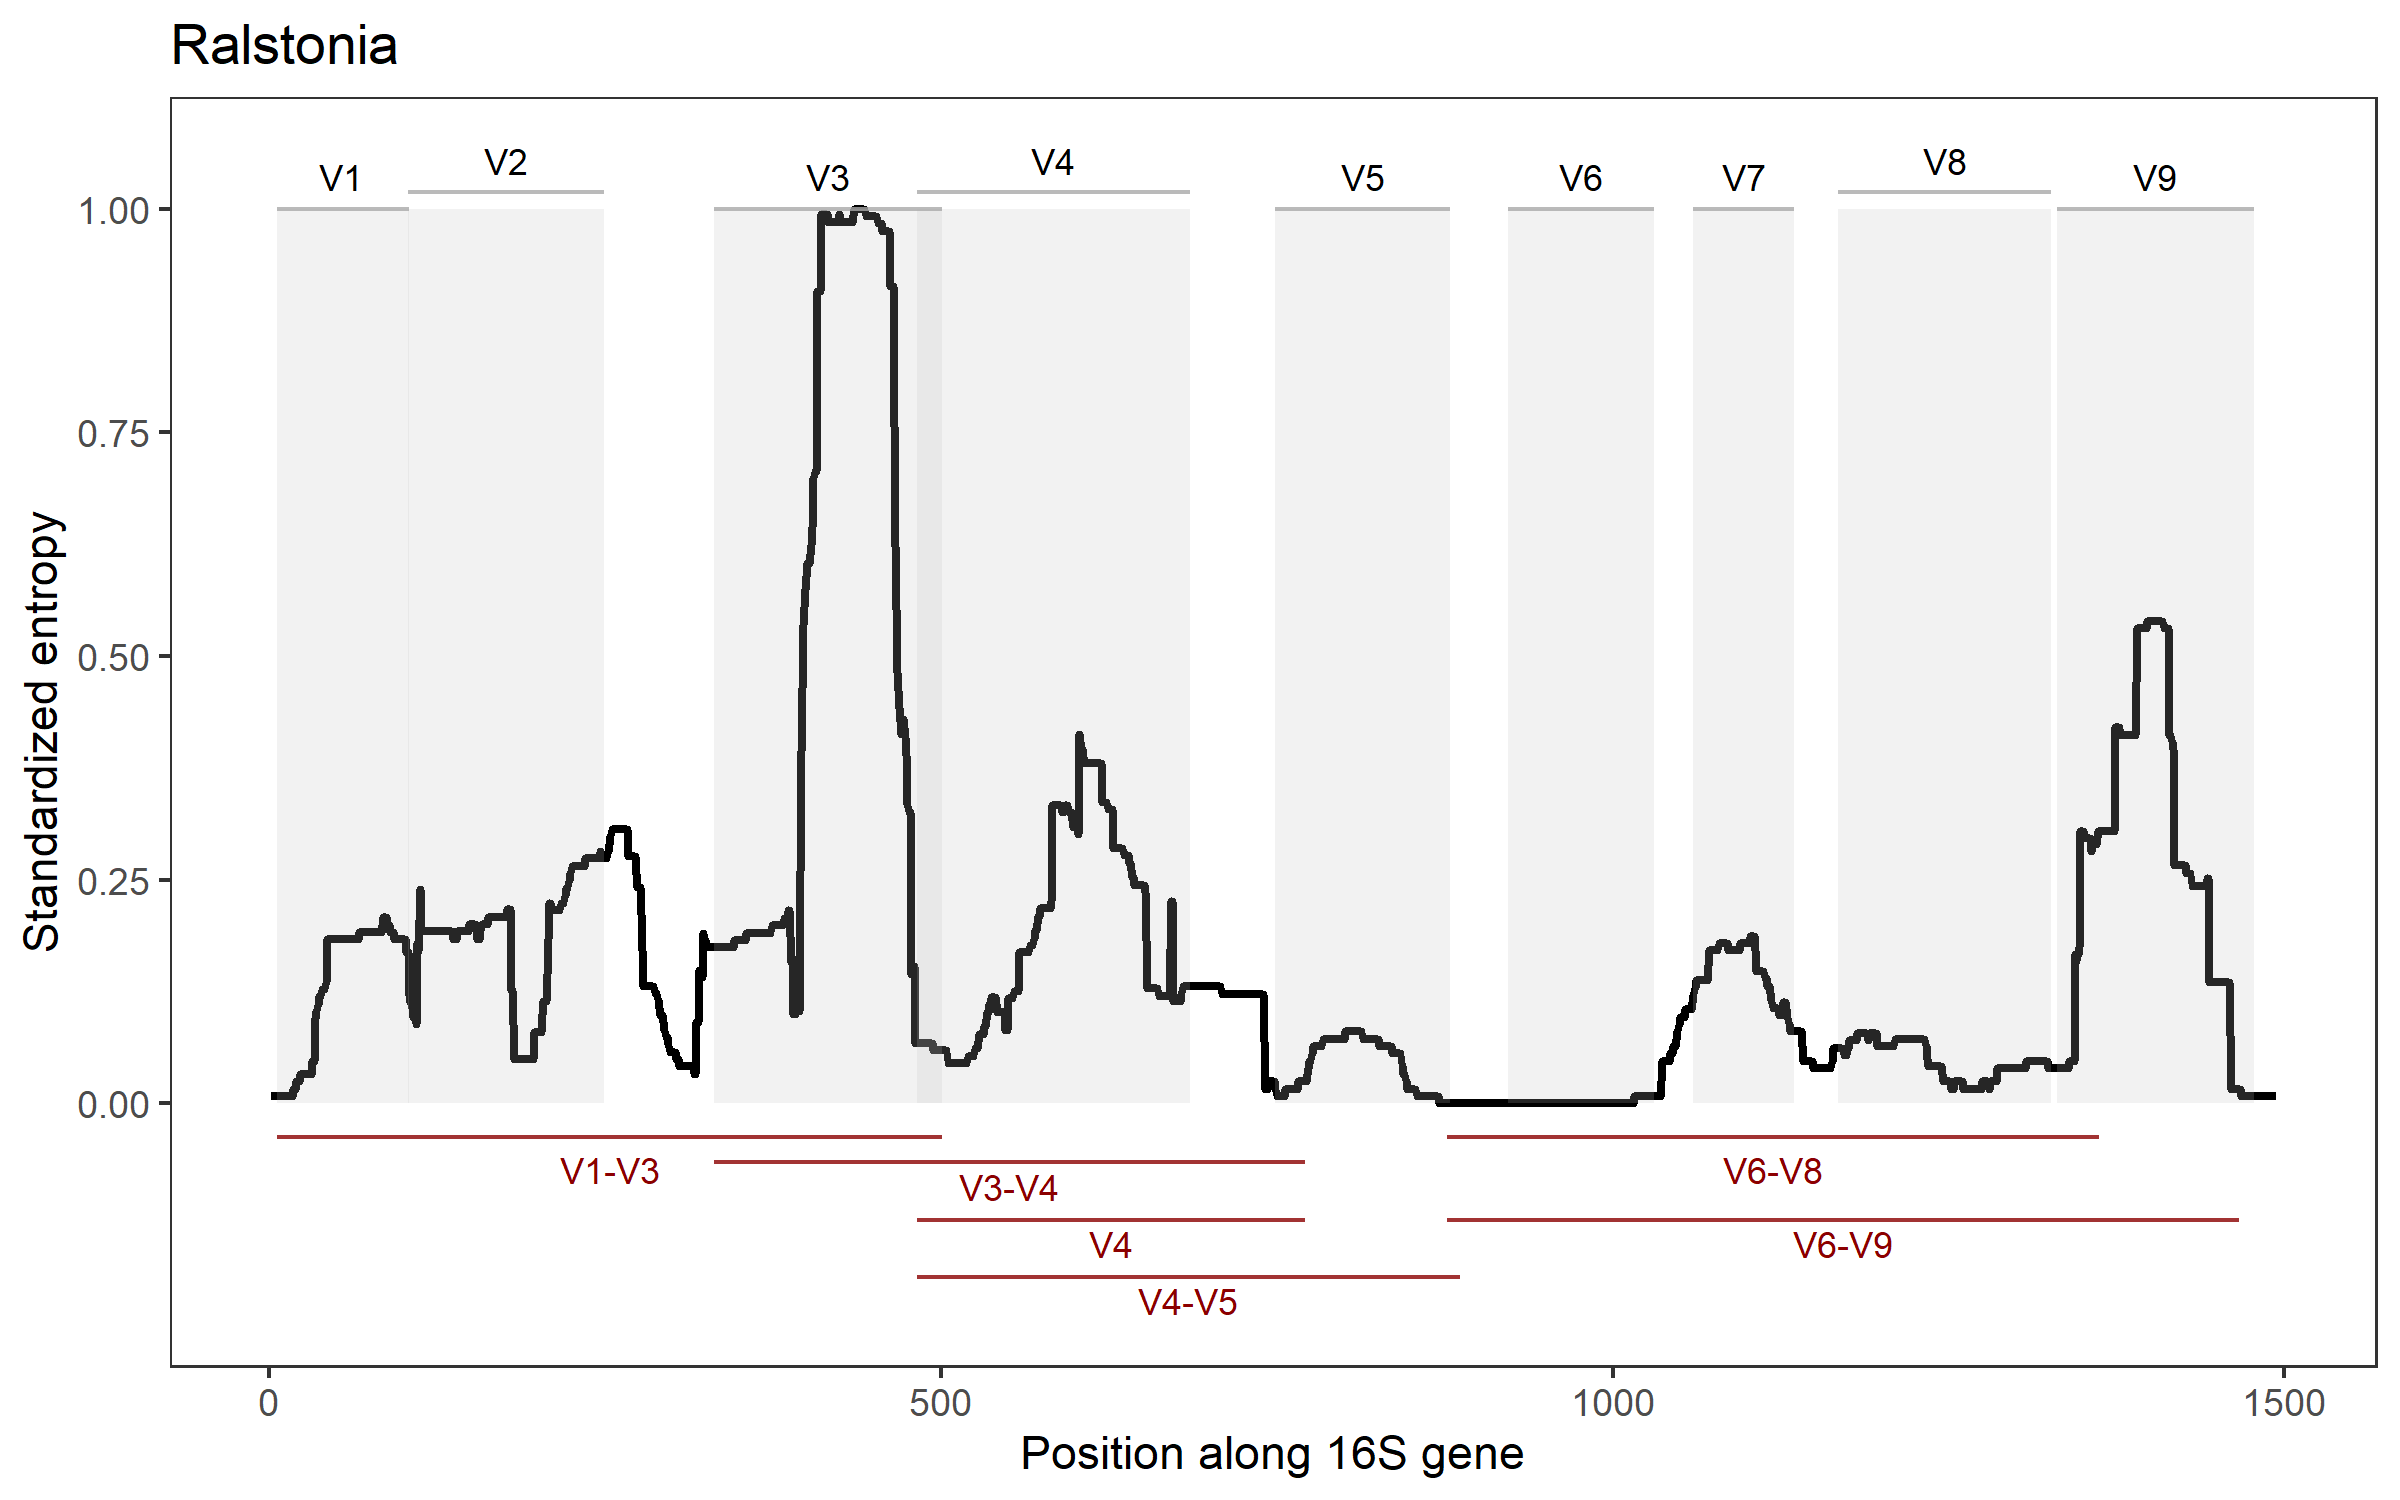 Ralstonia
V1
V2
V3
V4
V5
V6
V7
V8
V9
1.00
0.75
0.50
0.25
0.00
Standardized entropy
V1-V3
V3-V4
V4
V4-V5
V6-V8
V6-V9
0
500
1000
1500
Position along 16S gene